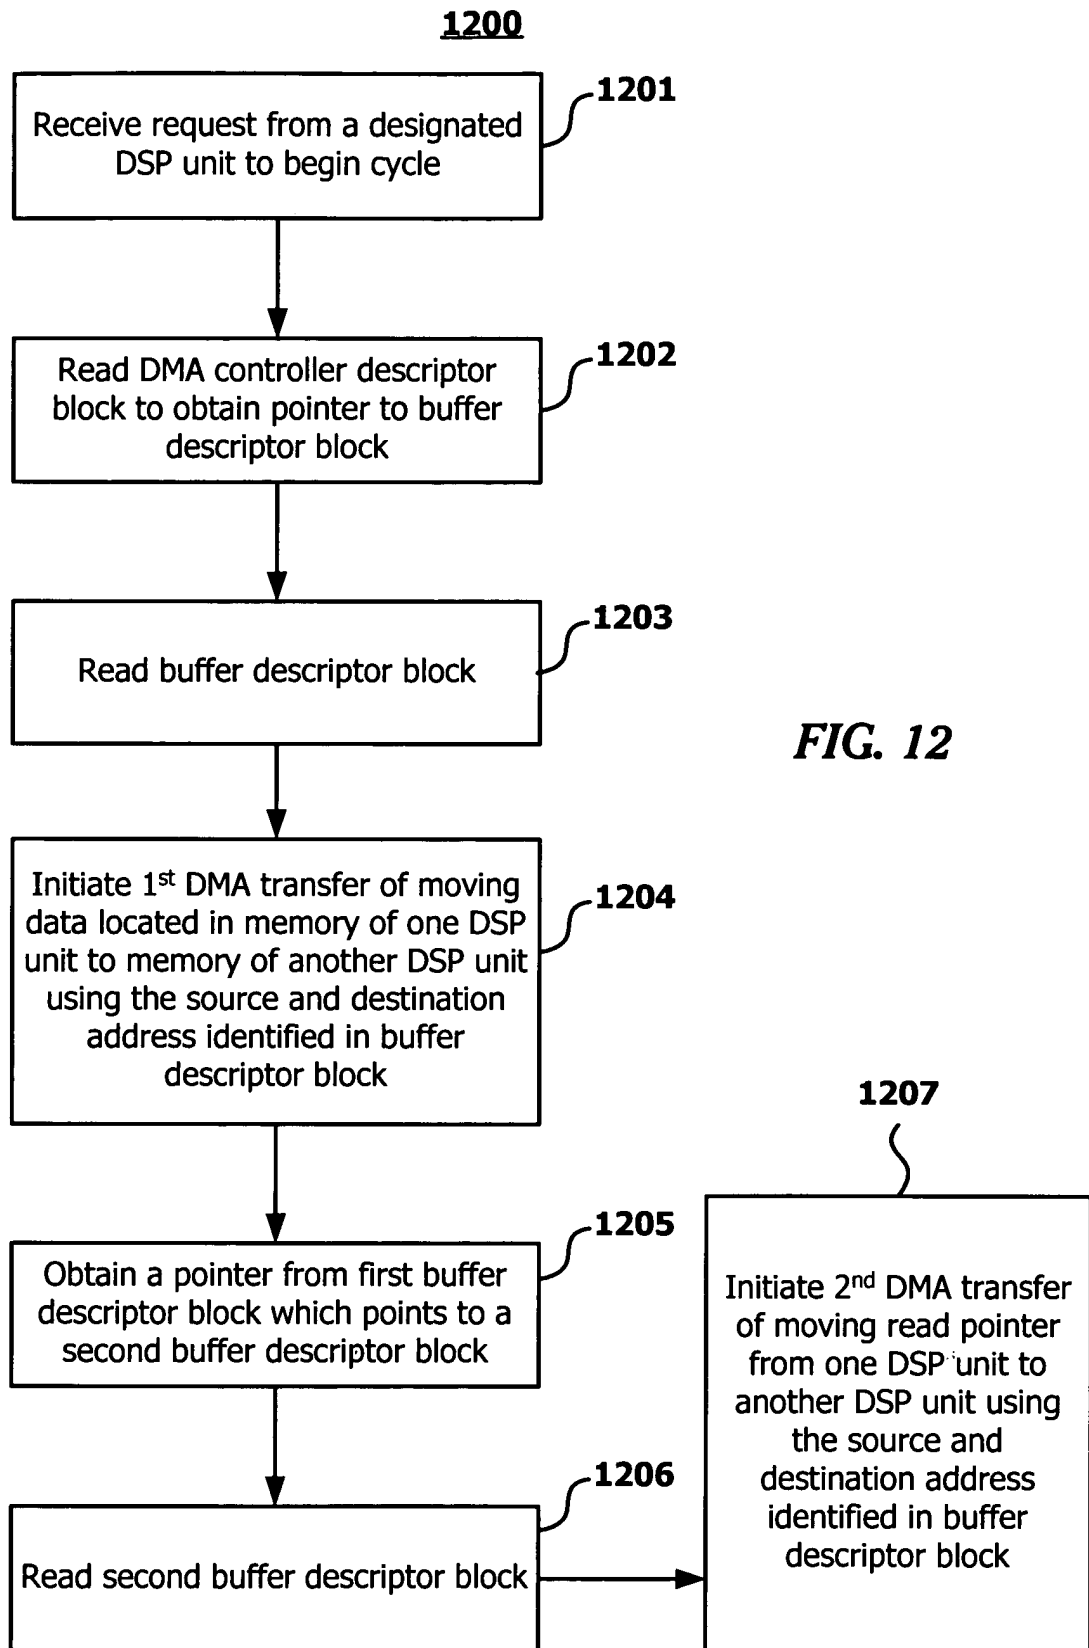 1200
1201
Receive request from a designated
DSP unit to begin cycle
1202
Read DMA controller descriptor
block to obtain pointer to buffer
descriptor block
1203
Read buffer descriptor block
FIG. 12
1204
Initiate 1st DMA transfer of moving
data located in memory of one DSP
unit to memory of another DSP unit
using the source and destination
address identified in buffer
descriptor block
1205
Obtain a pointer from first buffer
descriptor block which points to a
second buffer descriptor block
1206
Read second buffer descriptor block
1207
Initiate 2nd DMA transfer
of moving read pointer
from one DSP unit to
another DSP unit using
the source and
destination address
identified in buffer
descriptor block